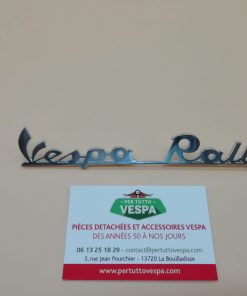 Vespa Rall
PER TUTTO
VESPA
PIÈCES DETACHÉES ET ACCESSOIRES VESPA
DES ANNÉES 50 À NOS JOURS
06 13 25 18 29 - contact@pertuttovespa.com
5, rue Jean Pourchier - 13720 La Bouilladisse
www.pertuttovespa.com